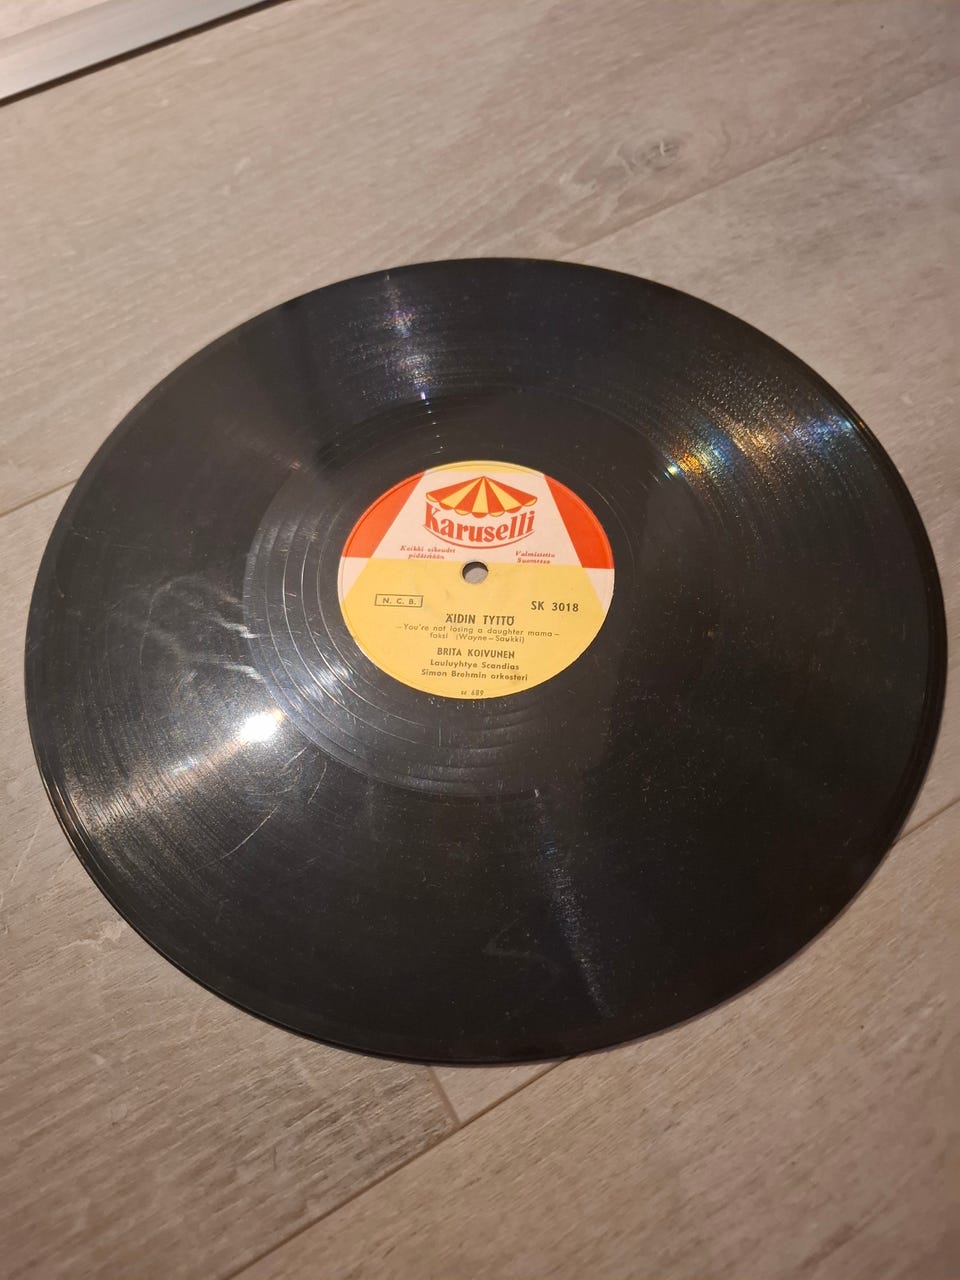 Karuselli
Kaikki oikeudet
pidätetään
Valmistettu
Suomessa
N. C. B.
SK 3018
ÄIDIN TYTTÖ
—You're not losing a daughter mama—
foksi (Wayne—Saukki)
BRITA KOIVUNEN
Lauluyhtye Scandias
Simon Brehmin orkesteri
689